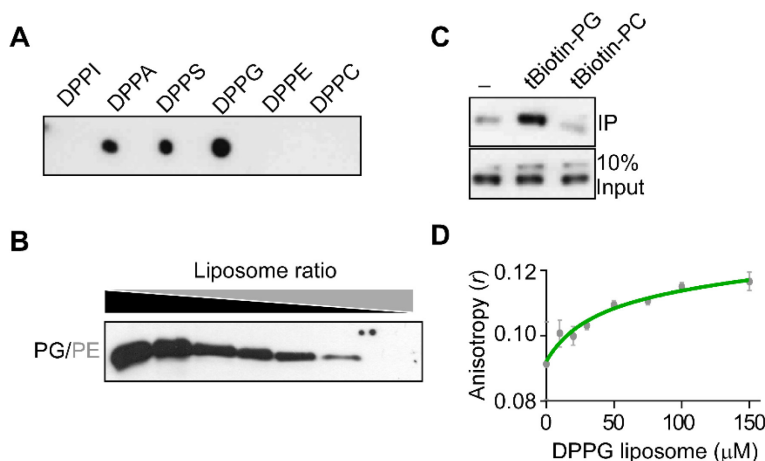 A
DPPI DPPA DPPS DPPG DPPE DPPC
B
Liposome ratio
PG/PE
C
– tBiotin-PG tBiotin-PC
IP
10%
Input
D
Anisotropy (r)
0.12
0.10
0.08
0 50 100 150
DPPG liposome (μM)